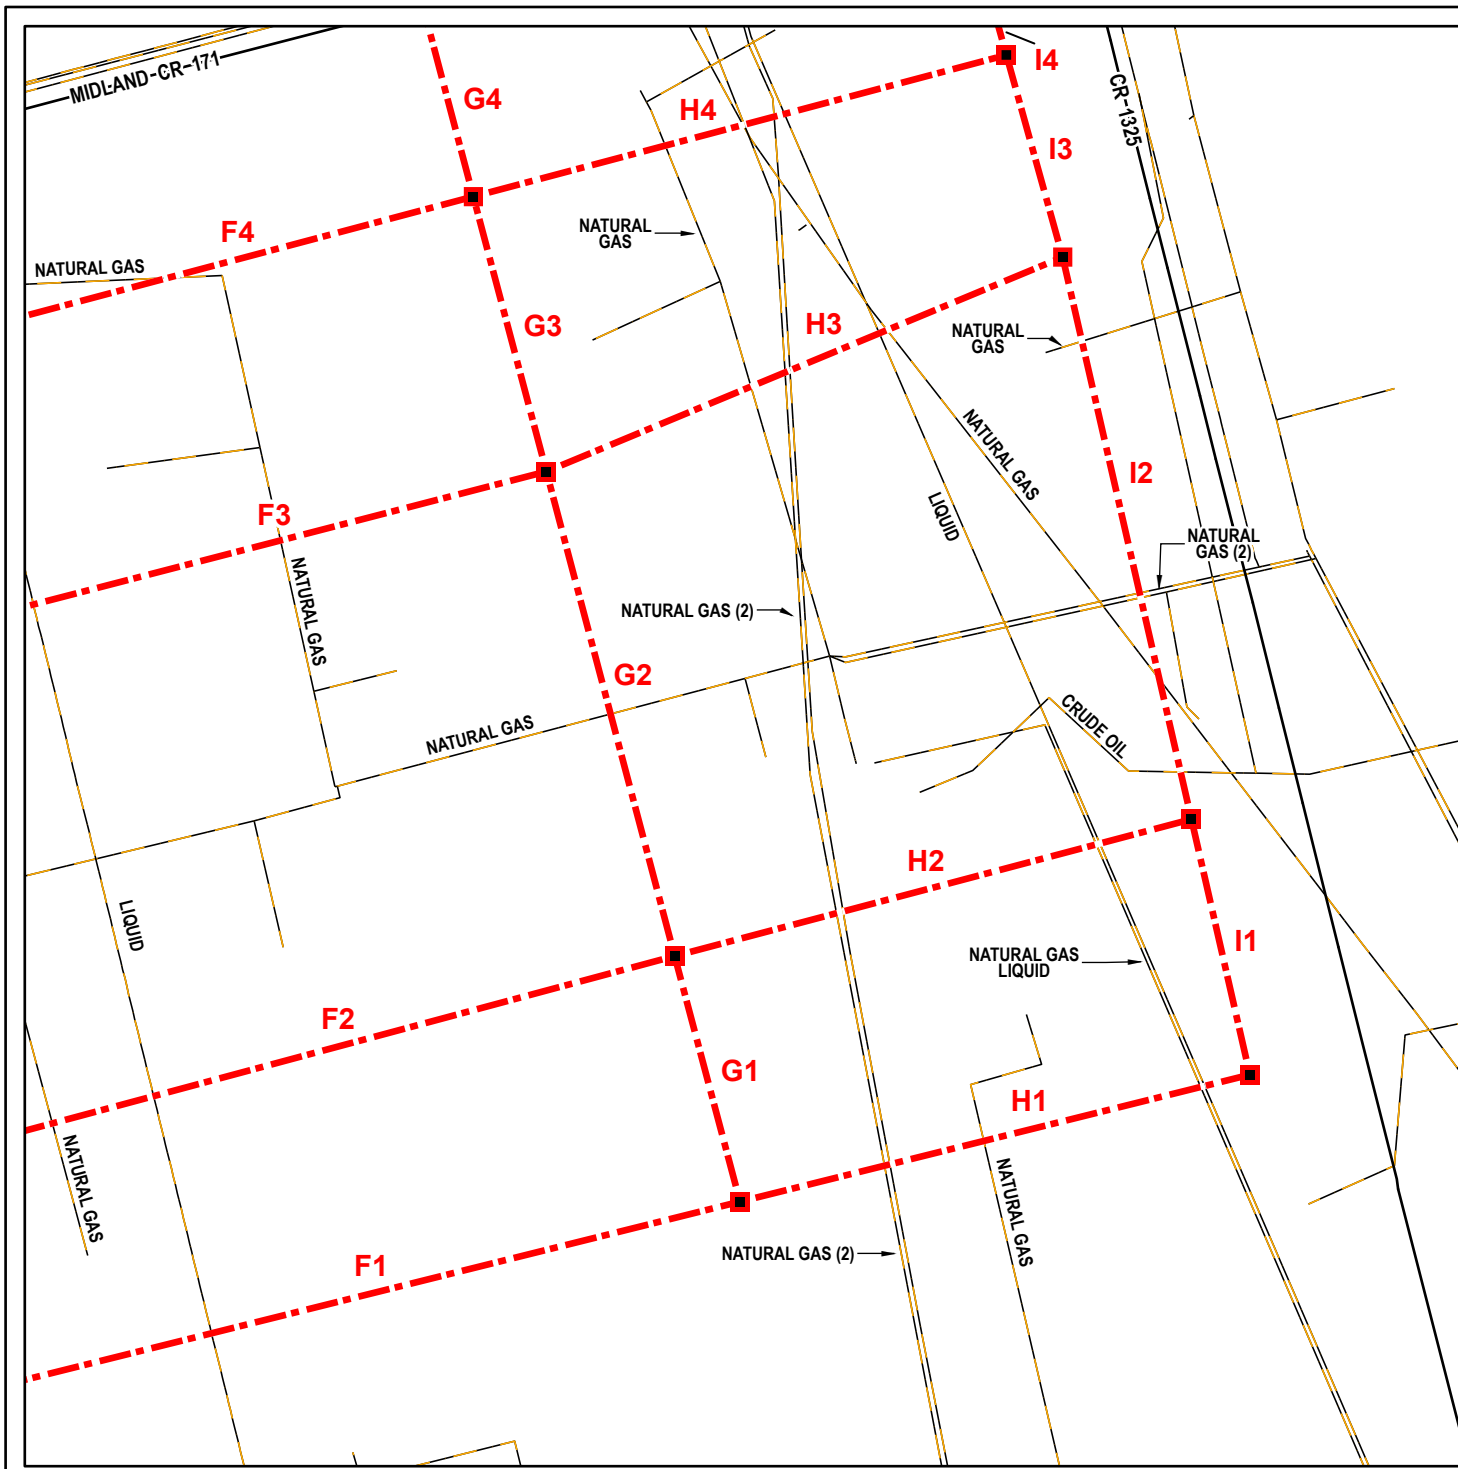 I4
MIDLAND-CR-171
G4
H4
CR-1325
I3
F4
NATURAL
GAS
NATURAL GAS
G3
H3
NATURAL
GAS
NATURAL GAS
I2
F3
LIQUID
NATURAL
GAS (2)
NATURAL GAS
NATURAL GAS (2)
G2
CRUDE OIL
NATURAL GAS
H2
LIQUID
I1
NATURAL GAS
LIQUID
F2
G1
H1
NATURAL GAS
NATURAL GAS
NATURAL GAS (2)
F1